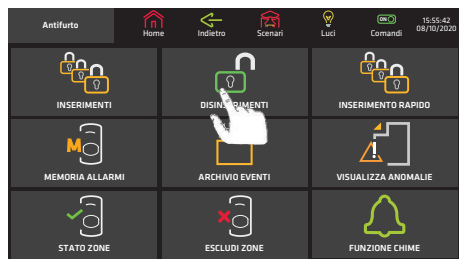 Antifurto
Home
Indietro
Scenari
Luci
ON
Comandi
15:55:42
08/10/2020
INSERIMENTI
DISINSERIMENTI
INSERIMENTO RAPIDO
M
MEMORIA ALLARMI
ARCHIVIO EVENTI
VISUALIZZA ANOMALIE
STATO ZONE
ESCLUDI ZONE
FUNZIONE CHIME